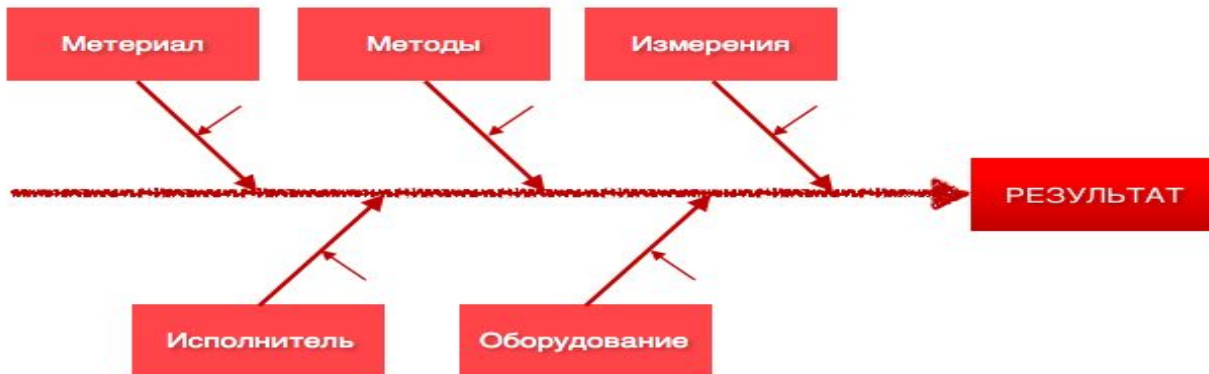 Метериал
Методы
Измерения
РЕЗУЛЬТАТ
Исполнитель
Оборудование